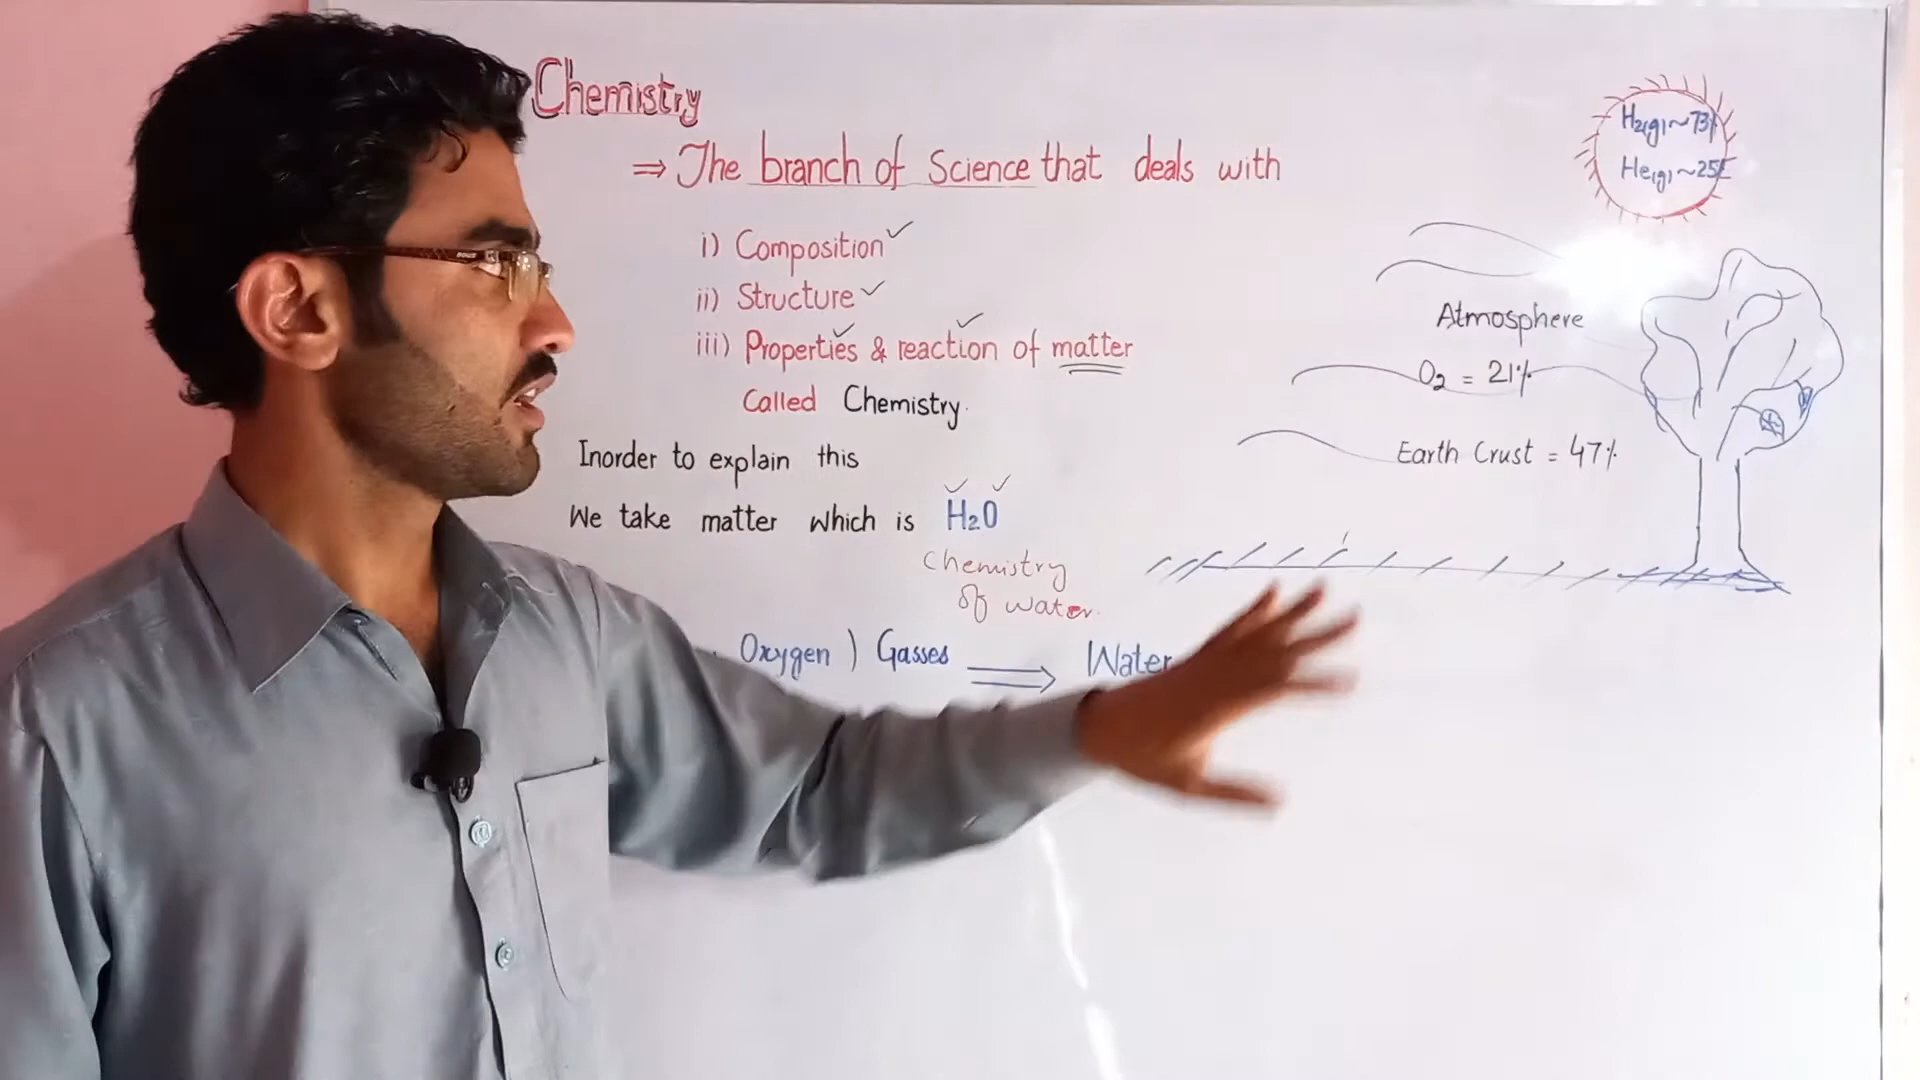 Chemistry
⇒ The branch of Science that deals with
i) Composition ✓
ii) Structure ✓
iii) Properties & reaction of matter
Called Chemistry.
Inorder to explain this
We take matter which is H2O
Chemistry
of water.
Oxygen ) Gasses ⇒ Water
H2(g) ~ 73%
He(g) ~ 25%
Atmosphere
O2 = 21%
Earth Crust = 47%